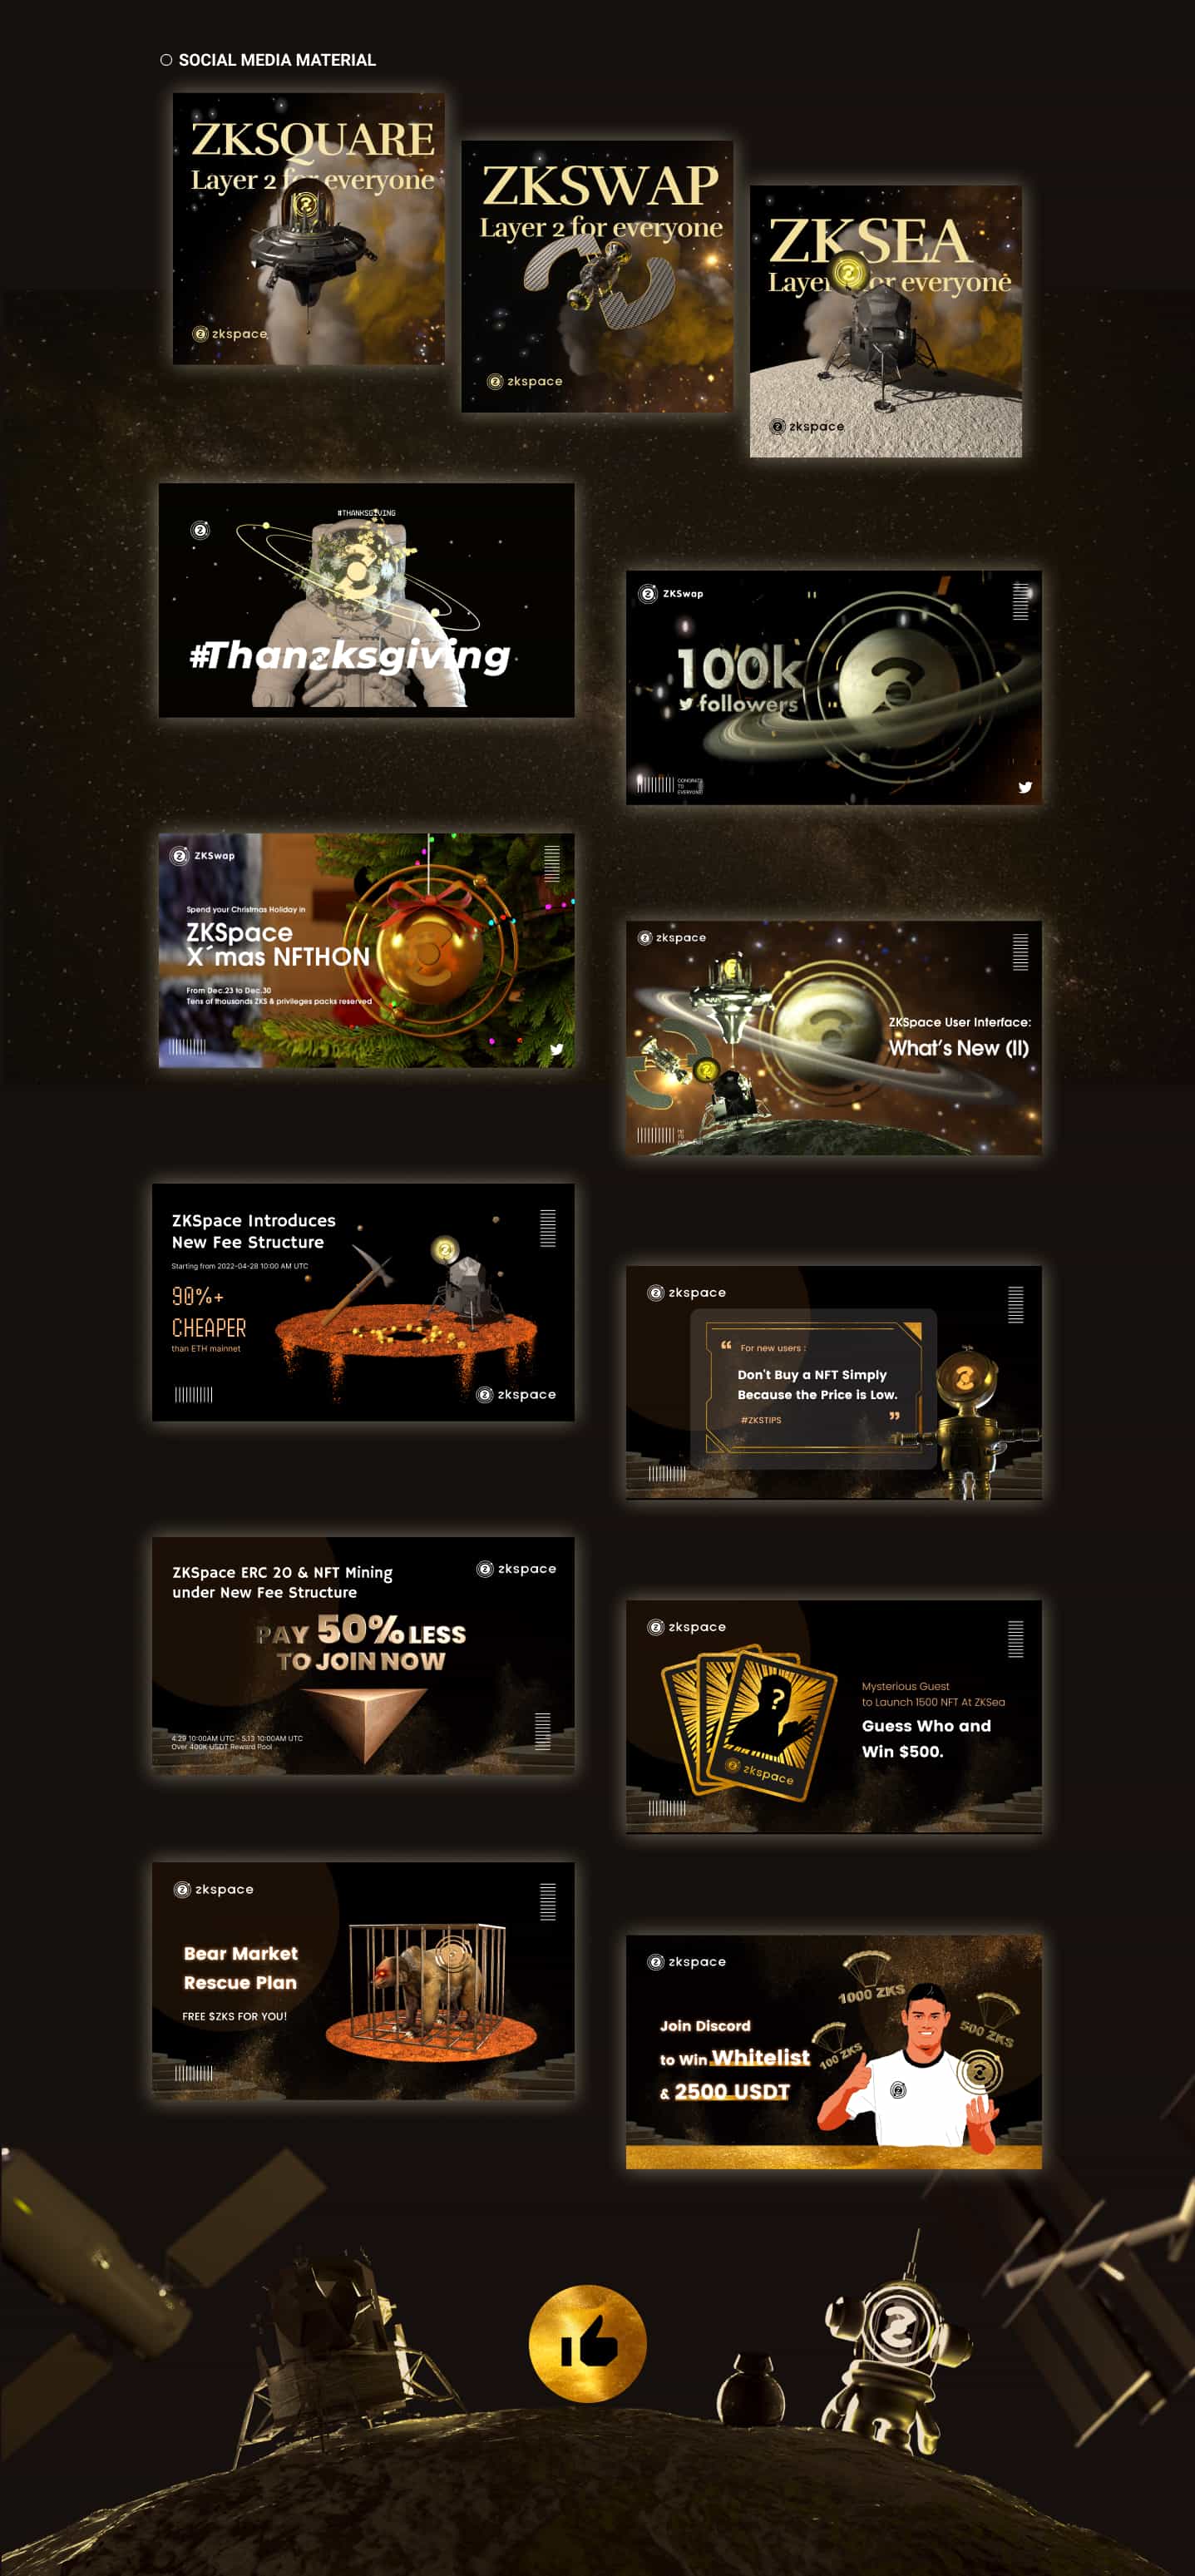 SOCIAL MEDIA MATERIAL
ZKSQUARE
Layer 2 for everyone
zkspace
ZKSWAP
Layer 2 for everyone
zkspace
ZKSEA
Layer for everyone
zkspace
#THANKSGIVING
#Thanzksgiving
ZKSwap
100k
followers
CONGRATS
TO
EVERYONE!
ZKSwap
Spend your Christmas Holiday in
ZKSpace
X´mas NFTHON
From Dec.23 to Dec.30
Tens of thousands ZKS & privileges packs reserved
zkspace
ZKSpace User Interface:
What's New (II)
ZKSpace Introduces
New Fee Structure
Starting from 2022-04-28 10:00 AM UTC
90%+
CHEAPER
than ETH mainnet
zkspace
zkspace
“ For new users :
Don't Buy a NFT Simply
Because the Price is Low.
#ZKSTIPS ”
ZKSpace ERC 20 & NFT Mining
under New Fee Structure
zkspace
PAY 50% LESS
TO JOIN NOW
4.29 10:00AM UTC - 5.13 10:00AM UTC
Over 400K USDT Reward Pool
zkspace
?
zkspace
Mysterious Guest
to Launch 1500 NFT At ZKSea
Guess Who and
Win $500.
zkspace
Bear Market
Rescue Plan
FREE $ZKS FOR YOU!
zkspace
Join Discord
to Win Whitelist
& 2500 USDT
1000 ZKS
500 ZKS
100 ZKS